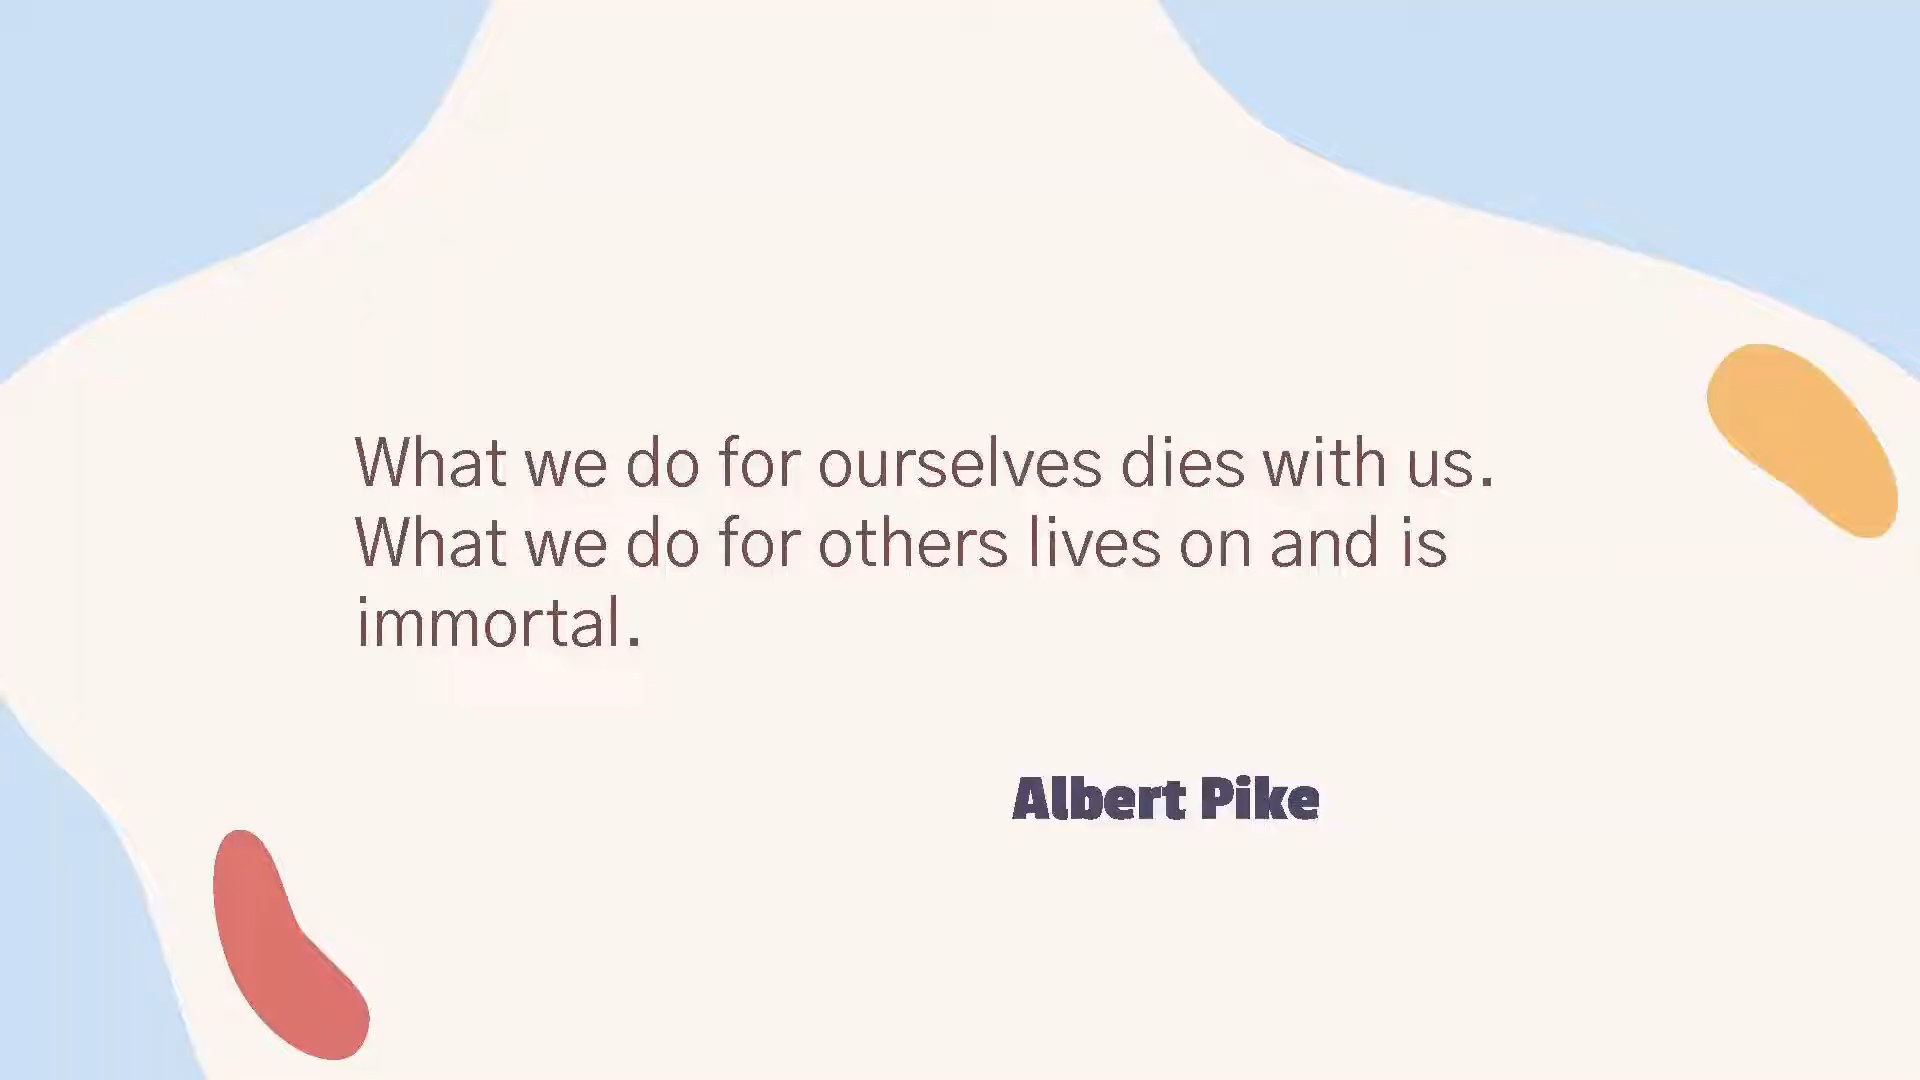 What we do for ourselves dies with us.
What we do for others lives on and is
immortal.
Albert Pike